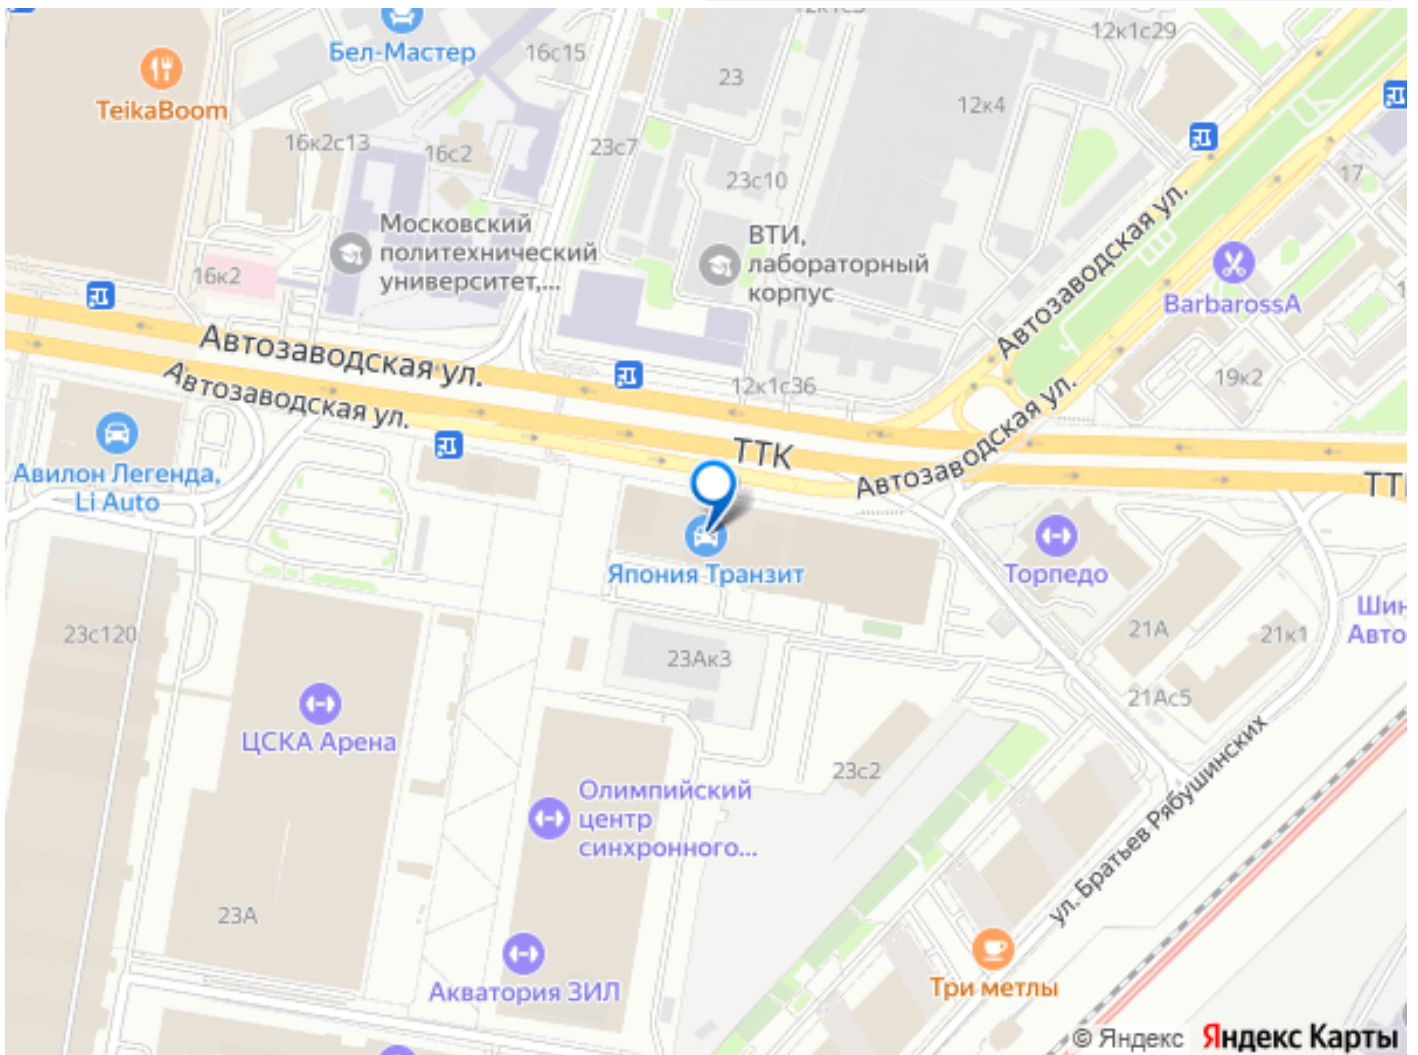 12к1с3
12к1с29
Бел-Мастер
16с15
23
TeikaBoom
12к4
16к2с13
16с2
23с7
23с10
17
Московский
политехнический
университет,...
ВТИ,
лабораторный
корпус
Автозаводская ул.
16к2
BarbarossA
Автозаводская ул.
Автозаводская ул.
12к1с36
19к2
Автозаводская ул.
ТТК
Авилон Легенда,
Li Auto
Япония Транзит
Торпедо
23с120
23Ак3
21А
21к1
21Ас5
ЦСКА Арена
23с2
Олимпийский
центр
синхронного...
ул. Братьев Рябушинских
23А
Акватория ЗИЛ
Три метлы
© Яндекс Яндекс Карты